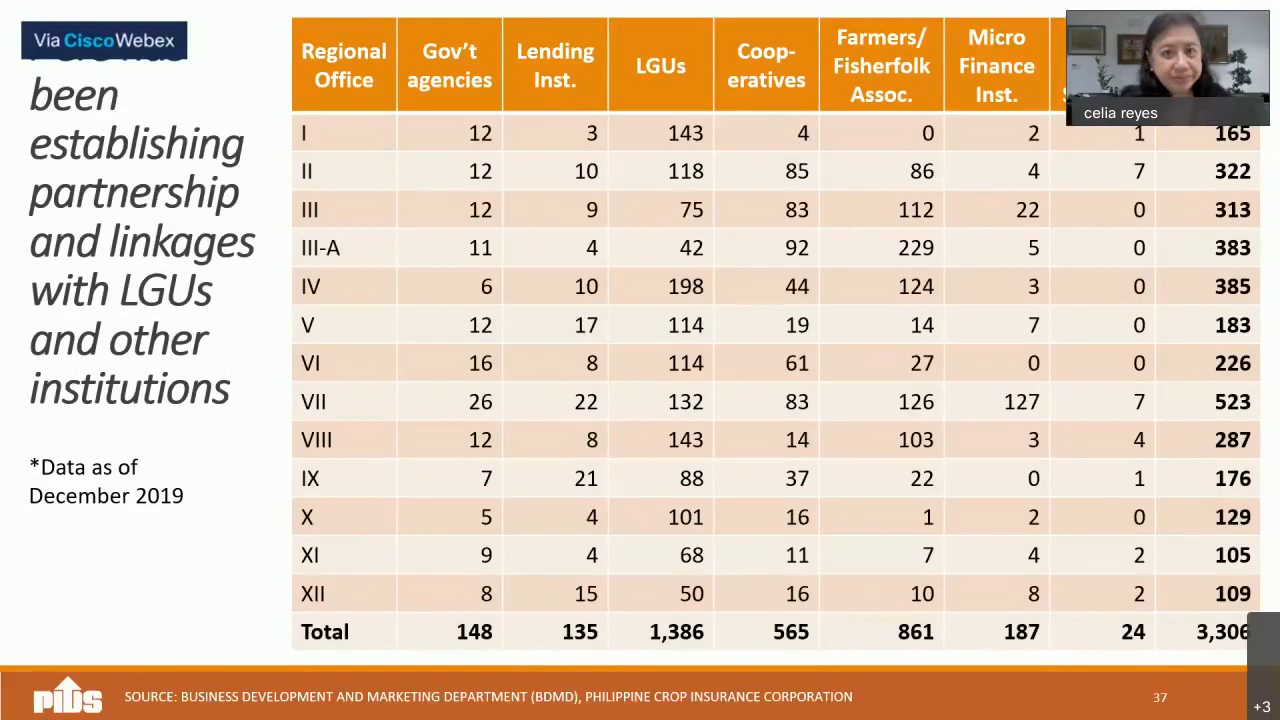 Via CiscoWebex
been
establishing
partnership
and linkages
with LGUs
and other
institutions
*Data as of
December 2019
Regional Office Gov't agencies Lending Inst. LGUs Coop-eratives Farmers/ Fisherfolk Assoc. Micro Finance Inst.
I 12 3 143 4 0 2 1 165
II 12 10 118 85 86 4 7 322
III 12 9 75 83 112 22 0 313
III-A 11 4 42 92 229 5 0 383
IV 6 10 198 44 124 3 0 385
V 12 17 114 19 14 7 0 183
VI 16 8 114 61 27 0 0 226
VII 26 22 132 83 126 127 7 523
VIII 12 8 143 14 103 3 4 287
IX 7 21 88 37 22 0 1 176
X 5 4 101 16 1 2 0 129
XI 9 4 68 11 7 4 2 105
XII 8 15 50 16 10 8 2 109
Total 148 135 1,386 565 861 187 24 3,306
celia reyes
PIDS
SOURCE: BUSINESS DEVELOPMENT AND MARKETING DEPARTMENT (BDMD), PHILIPPINE CROP INSURANCE CORPORATION
37
+3